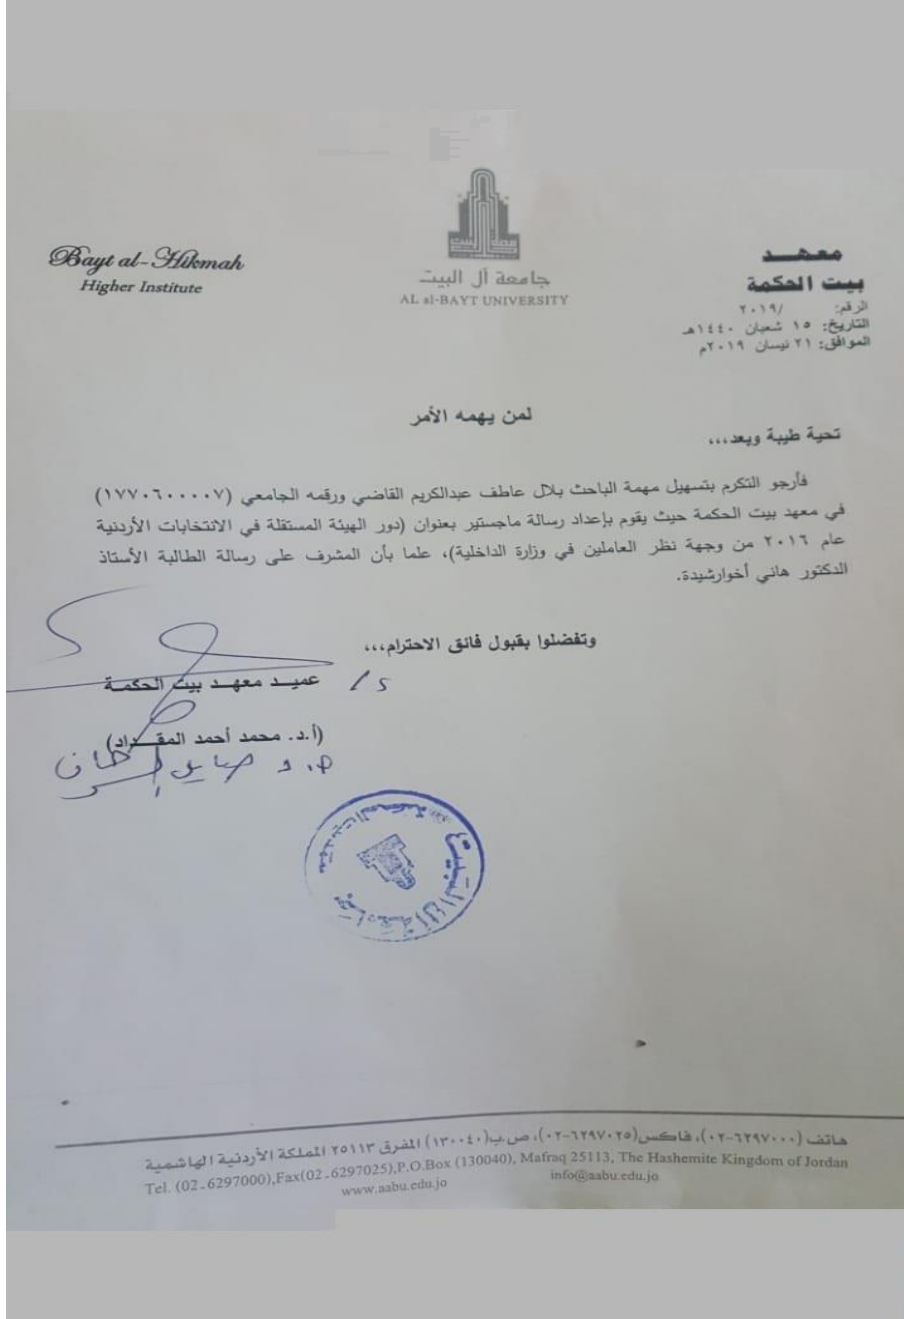 Bayt al-Hikmah
Higher Institute
جامعة آل البيت
AL al-BAYT UNIVERSITY
معهد
بيت الحكمة
الرقم: /٢٠١٩
التاريخ: ١٥ شعبان ١٤٤٠هـ
الموافق: ٢١ نيسان ٢٠١٩م
لمن يهمه الأمر
تحية طيبة وبعد،،،
فأرجو التكرم بتسهيل مهمة الباحث بلال عاطف عبدالكريم القاضي ورقمه الجامعي (١٧٧٠٦٠٠٠٠٧)
في معهد بيت الحكمة حيث يقوم بإعداد رسالة ماجستير بعنوان (دور الهيئة المستقلة في الانتخابات الأردنية
عام ٢٠١٦ من وجهة نظر العاملين في وزارة الداخلية)، علما بأن المشرف على رسالة الطالبة الأستاذ
الدكتور هاني أخوارشيدة.
وتفضلوا بقبول فائق الاحترام،،،
عميد معهد بيت الحكمة
(أ.د. محمد أحمد المقداد)
معهد بيت الحكمة
جامعة آل البيت
هاتف (٦٢٩٧٠٠٠-٠٢)، فاكس(٦٢٩٧٠٢٥-٠٢)، ص.ب(١٣٠٠٤٠) المفرق ٢٥١١٣ المملكة الأردنية الهاشمية
Tel. (02-6297000),Fax(02-6297025),P.O.Box (130040), Mafraq 25113, The Hashemite Kingdom of Jordan
www.aabu.edu.jo info@aabu.edu.jo